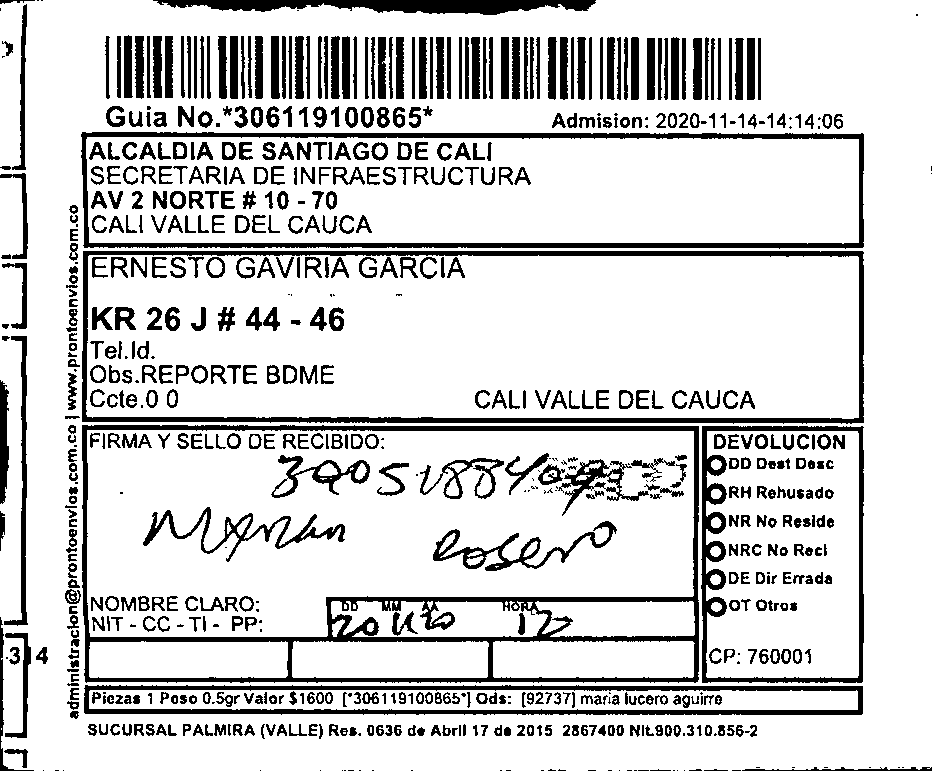 Guia No.*306119100865*
Admision: 2020-11-14-14:14:06
ALCALDIA DE SANTIAGO DE CALI
SECRETARIA DE INFRAESTRUCTURA
AV 2 NORTE # 10 - 70
CALI VALLE DEL CAUCA
ERNESTO GAVIRIA GARCIA
KR 26 J # 44 - 46
Tel.Id.
Obs.REPORTE BDME
Ccte.0 0
CALI VALLE DEL CAUCA
administracion@prontoenvios.com.co | www.prontoenvios.com.co
FIRMA Y SELLO DE RECIBIDO:
Rosero
NOMBRE CLARO:
NIT - CC - TI - PP:
DD MM AA HORA
20 11 20 12
DEVOLUCION
DD Dest Desc
RH Rehusado
NR No Reside
NRC No Recl
DE Dir Errada
OT Otros
CP: 760001
3 4
Piezas 1 Peso 0.5gr Valor $1600 [*306119100865*] Ods: [92737] maria lucero aguirre
SUCURSAL PALMIRA (VALLE) Res. 0636 de Abril 17 de 2015 2867400 Nit.900.310.856-2